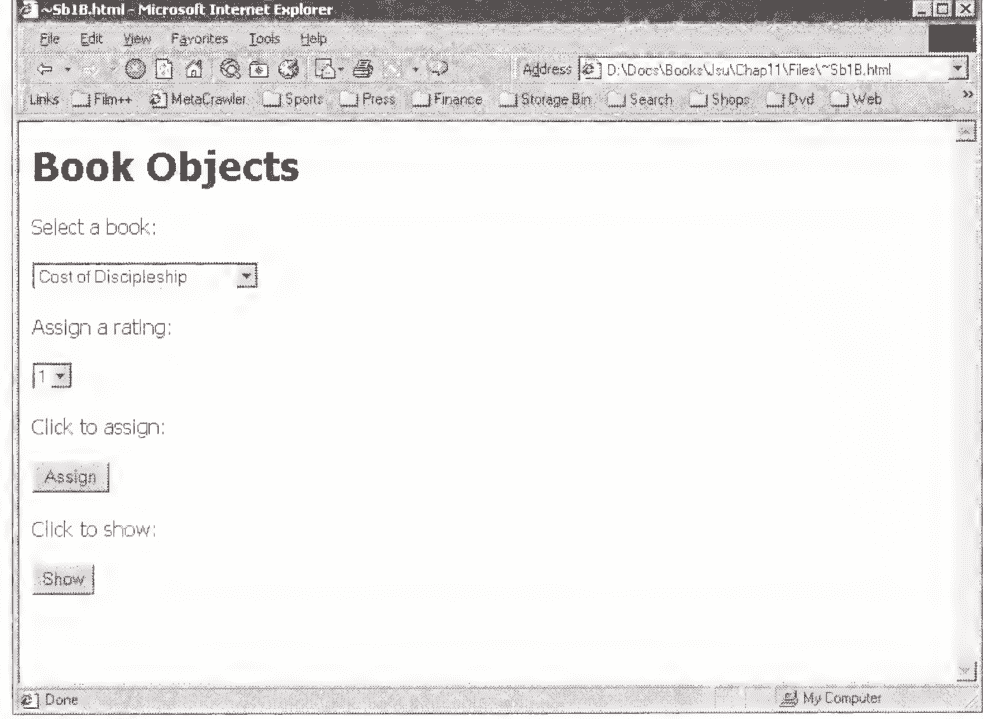 ~Sb1B.html - Microsoft Internet Explorer
File Edit View Favorites Tools Help
Address D:\Docs\Books\Jsu\Chap11\Files\~Sb1B.html
Links Film++ MetaCrawler Sports Press Finance Storage Bin Search Shops Dvd Web »
Book Objects
Select a book:
Cost of Discipleship
Assign a rating:
1
Click to assign:
Assign
Click to show:
Show
Done My Computer